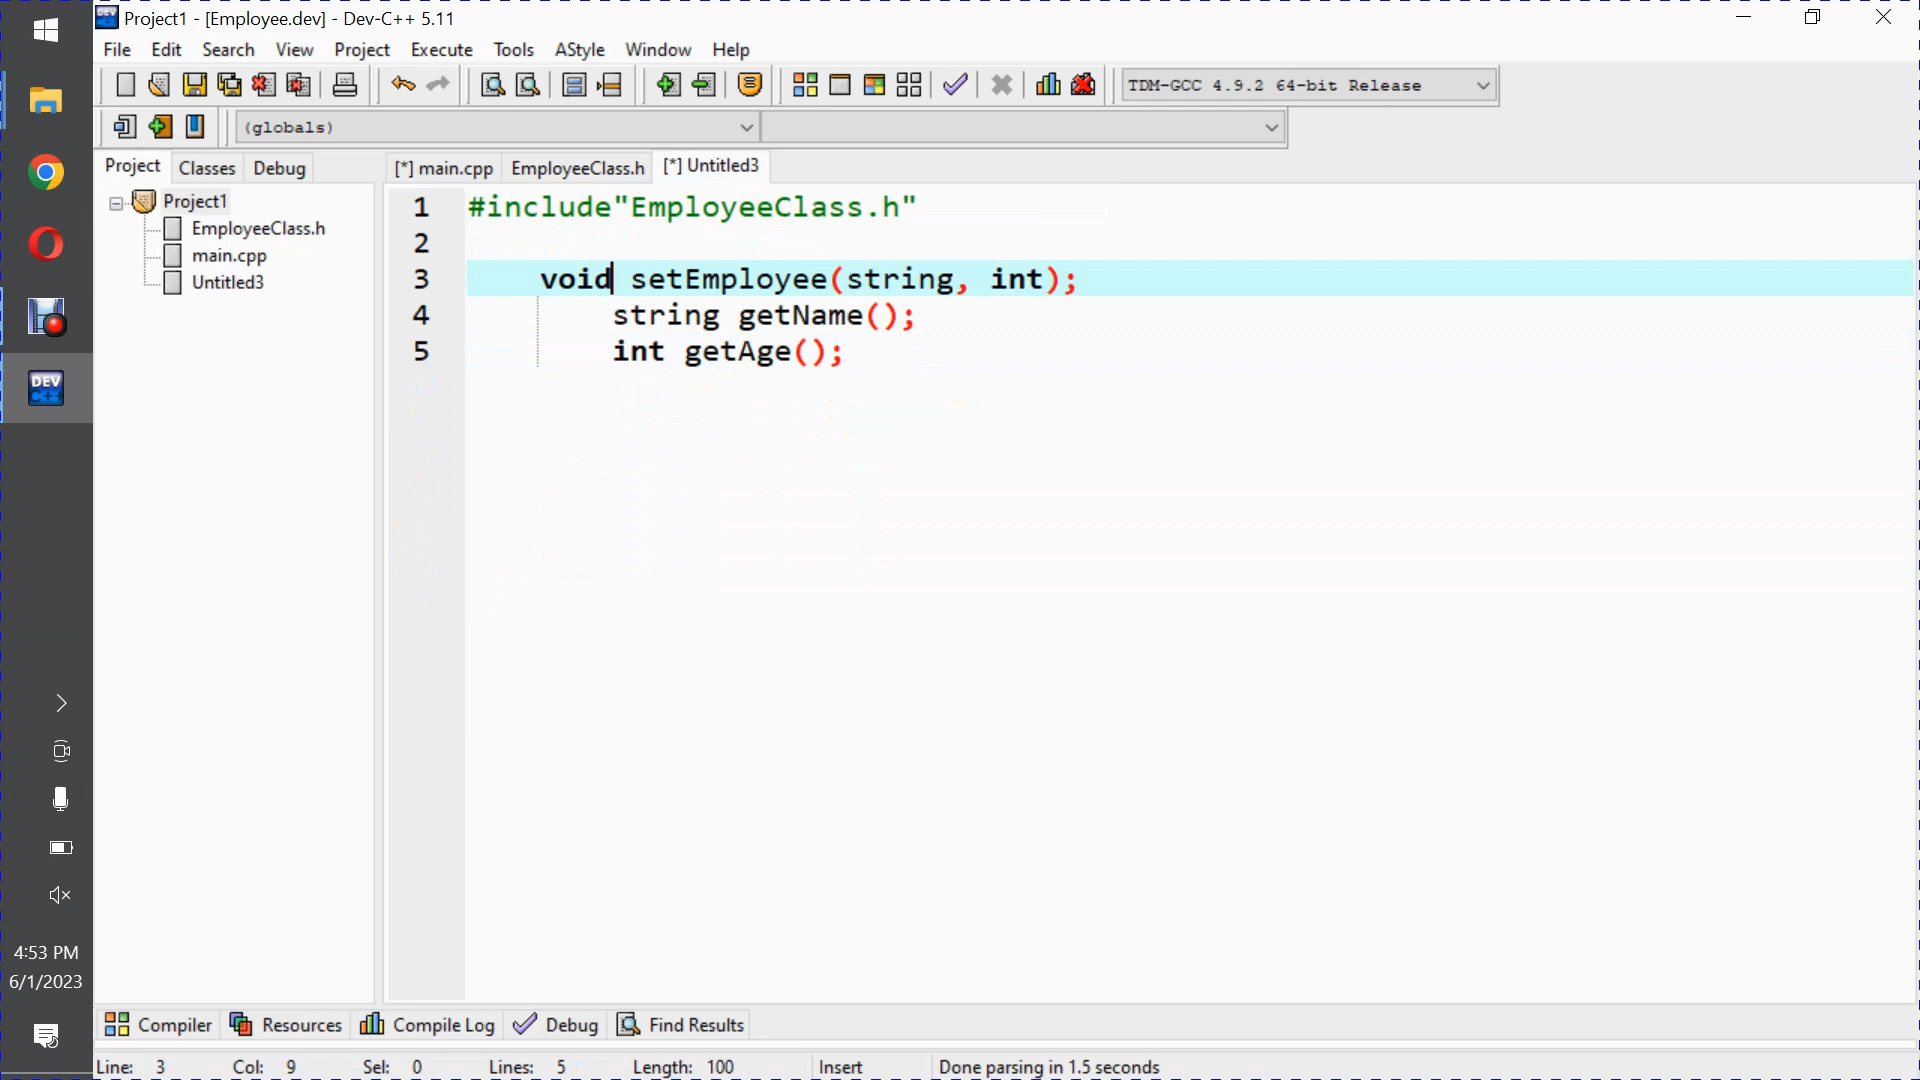 Project1 - [Employee.dev] - Dev-C++ 5.11
File Edit Search View Project Execute Tools AStyle Window Help
TDM-GCC 4.9.2 64-bit Release
(globals)
Project Classes Debug
[*] main.cpp EmployeeClass.h [*] Untitled3
Project1
EmployeeClass.h
main.cpp
Untitled3
1 #include"EmployeeClass.h"
2
3 void setEmployee(string, int);
4 string getName();
5 int getAge();
DEV
C++
4:53 PM
6/1/2023
Compiler Resources Compile Log Debug Find Results
Line: 3 Col: 9 Sel: 0 Lines: 5 Length: 100 Insert Done parsing in 1.5 seconds